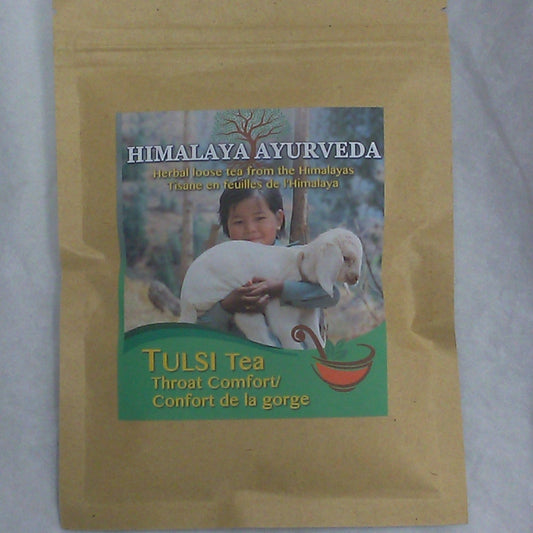 HIMALAYA AYURVEDA
Herbal loose tea from the Himalayas
Tisane en feuilles de l'Himalaya
TULSI Tea
Throat Comfort/
Confort de la gorge